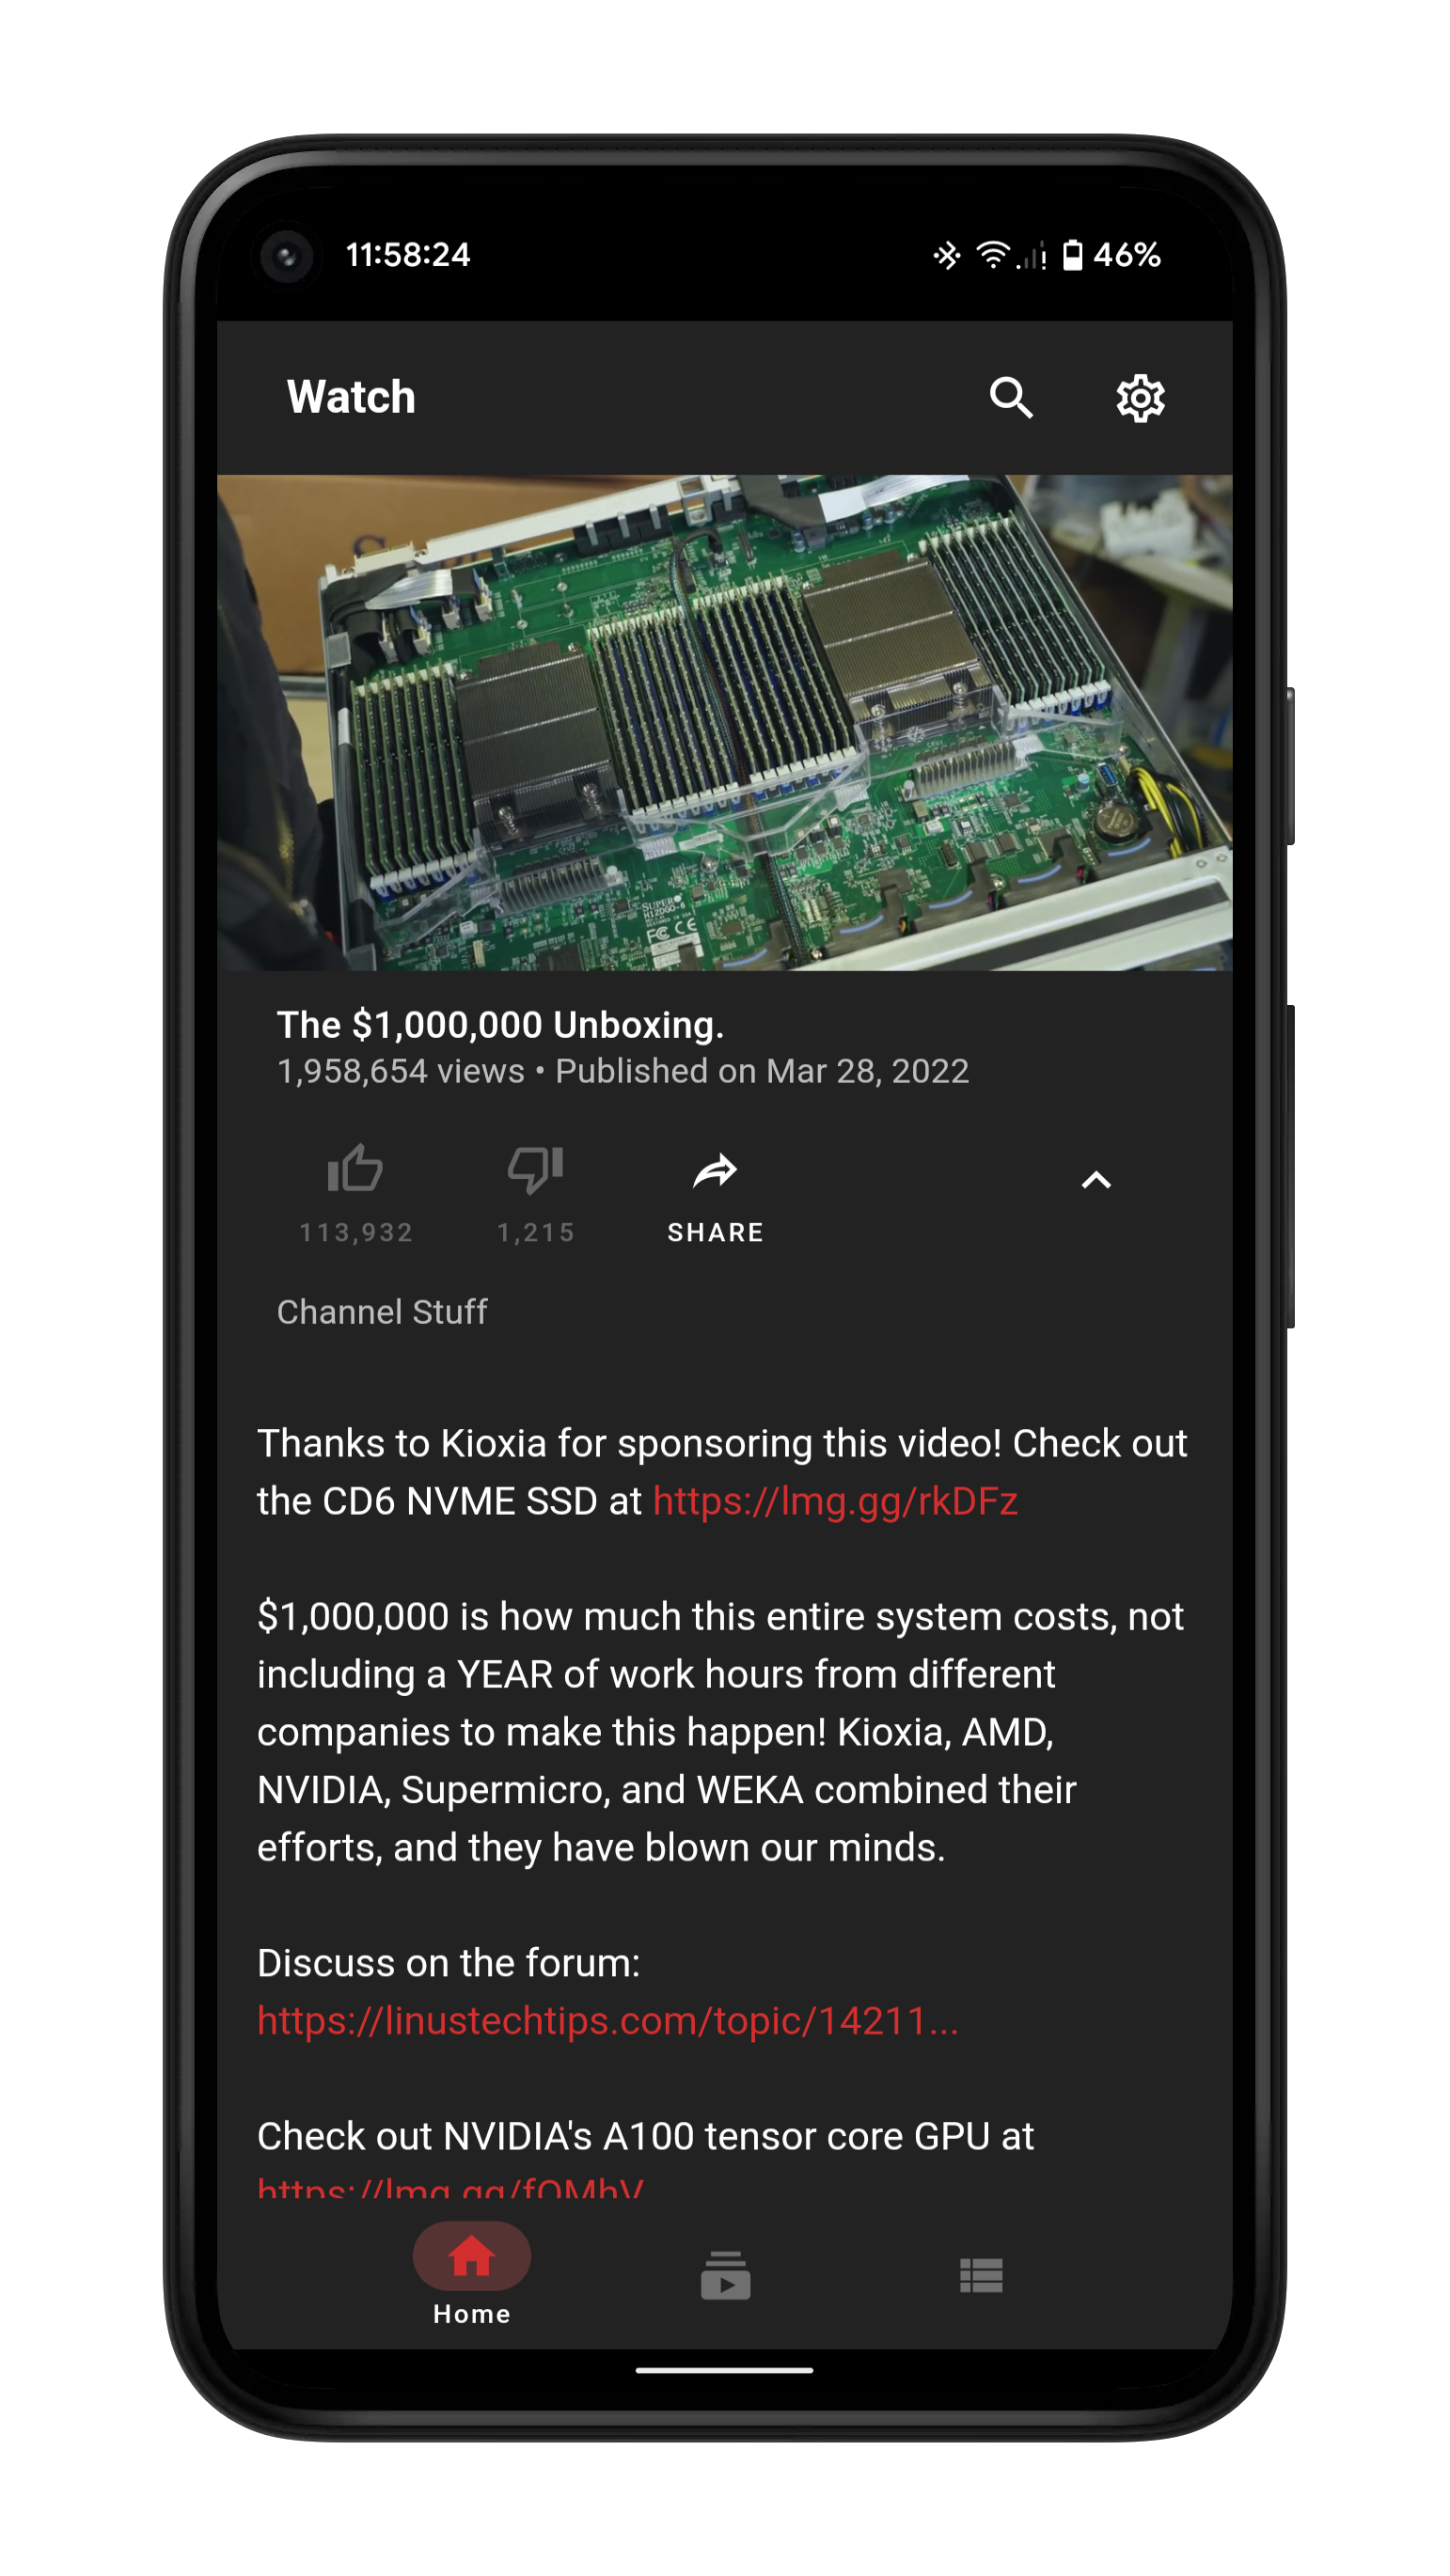 11:58:24
46%
Watch
SUPER
H12DGO-6
FC CE
The $1,000,000 Unboxing.
1,958,654 views • Published on Mar 28, 2022
113,932
1,215
SHARE
Channel Stuff
Thanks to Kioxia for sponsoring this video! Check out
the CD6 NVME SSD at https://lmg.gg/rkDFz
$1,000,000 is how much this entire system costs, not
including a YEAR of work hours from different
companies to make this happen! Kioxia, AMD,
NVIDIA, Supermicro, and WEKA combined their
efforts, and they have blown our minds.
Discuss on the forum:
https://linustechtips.com/topic/14211...
Check out NVIDIA's A100 tensor core GPU at
Home